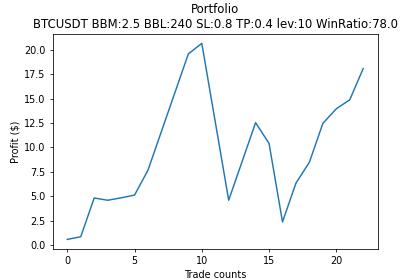 Portfolio
BTCUSDT BBM:2.5 BBL:240 SL:0.8 TP:0.4 lev:10 WinRatio:78.0
20.0
17.5
15.0
12.5
10.0
7.5
5.0
2.5
0.0
Profit ($)
0 5 10 15 20
Trade counts